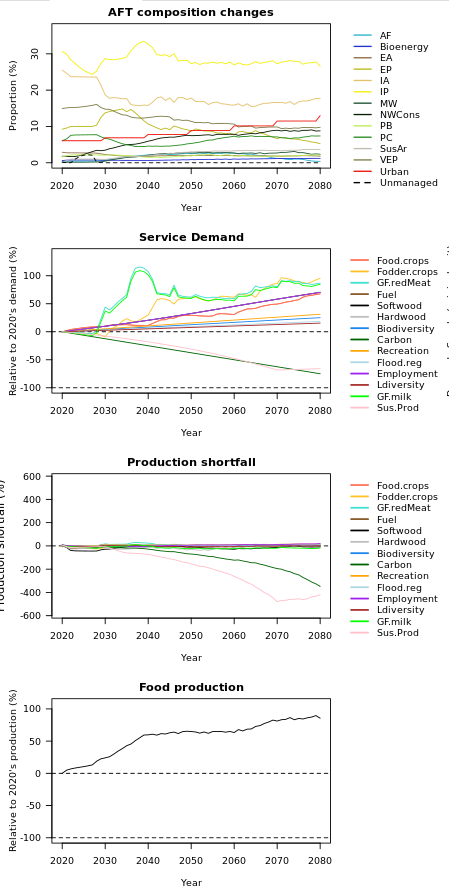 AFT composition changes
Proportion (%)
30
20
10
0
2020 2030 2040 2050 2060 2070 2080
Year
AF
Bioenergy
EA
EP
IA
IP
MW
NWCons
PB
PC
SusAr
VEP
Urban
Unmanaged
Service Demand
Relative to 2020's demand (%)
100
50
0
-50
-100
2020 2030 2040 2050 2060 2070 2080
Year
Food.crops
Fodder.crops
GF.redMeat
Fuel
Softwood
Hardwood
Biodiversity
Carbon
Recreation
Flood.reg
Employment
Ldiversity
GF.milk
Sus.Prod
Production shortfall
Production shortfall (%)
600
400
200
0
-200
-400
-600
2020 2030 2040 2050 2060 2070 2080
Year
Food.crops
Fodder.crops
GF.redMeat
Fuel
Softwood
Hardwood
Biodiversity
Carbon
Recreation
Flood.reg
Employment
Ldiversity
GF.milk
Sus.Prod
Food production
Relative to 2020's production (%)
100
50
0
-50
-100
2020 2030 2040 2050 2060 2070 2080
Year